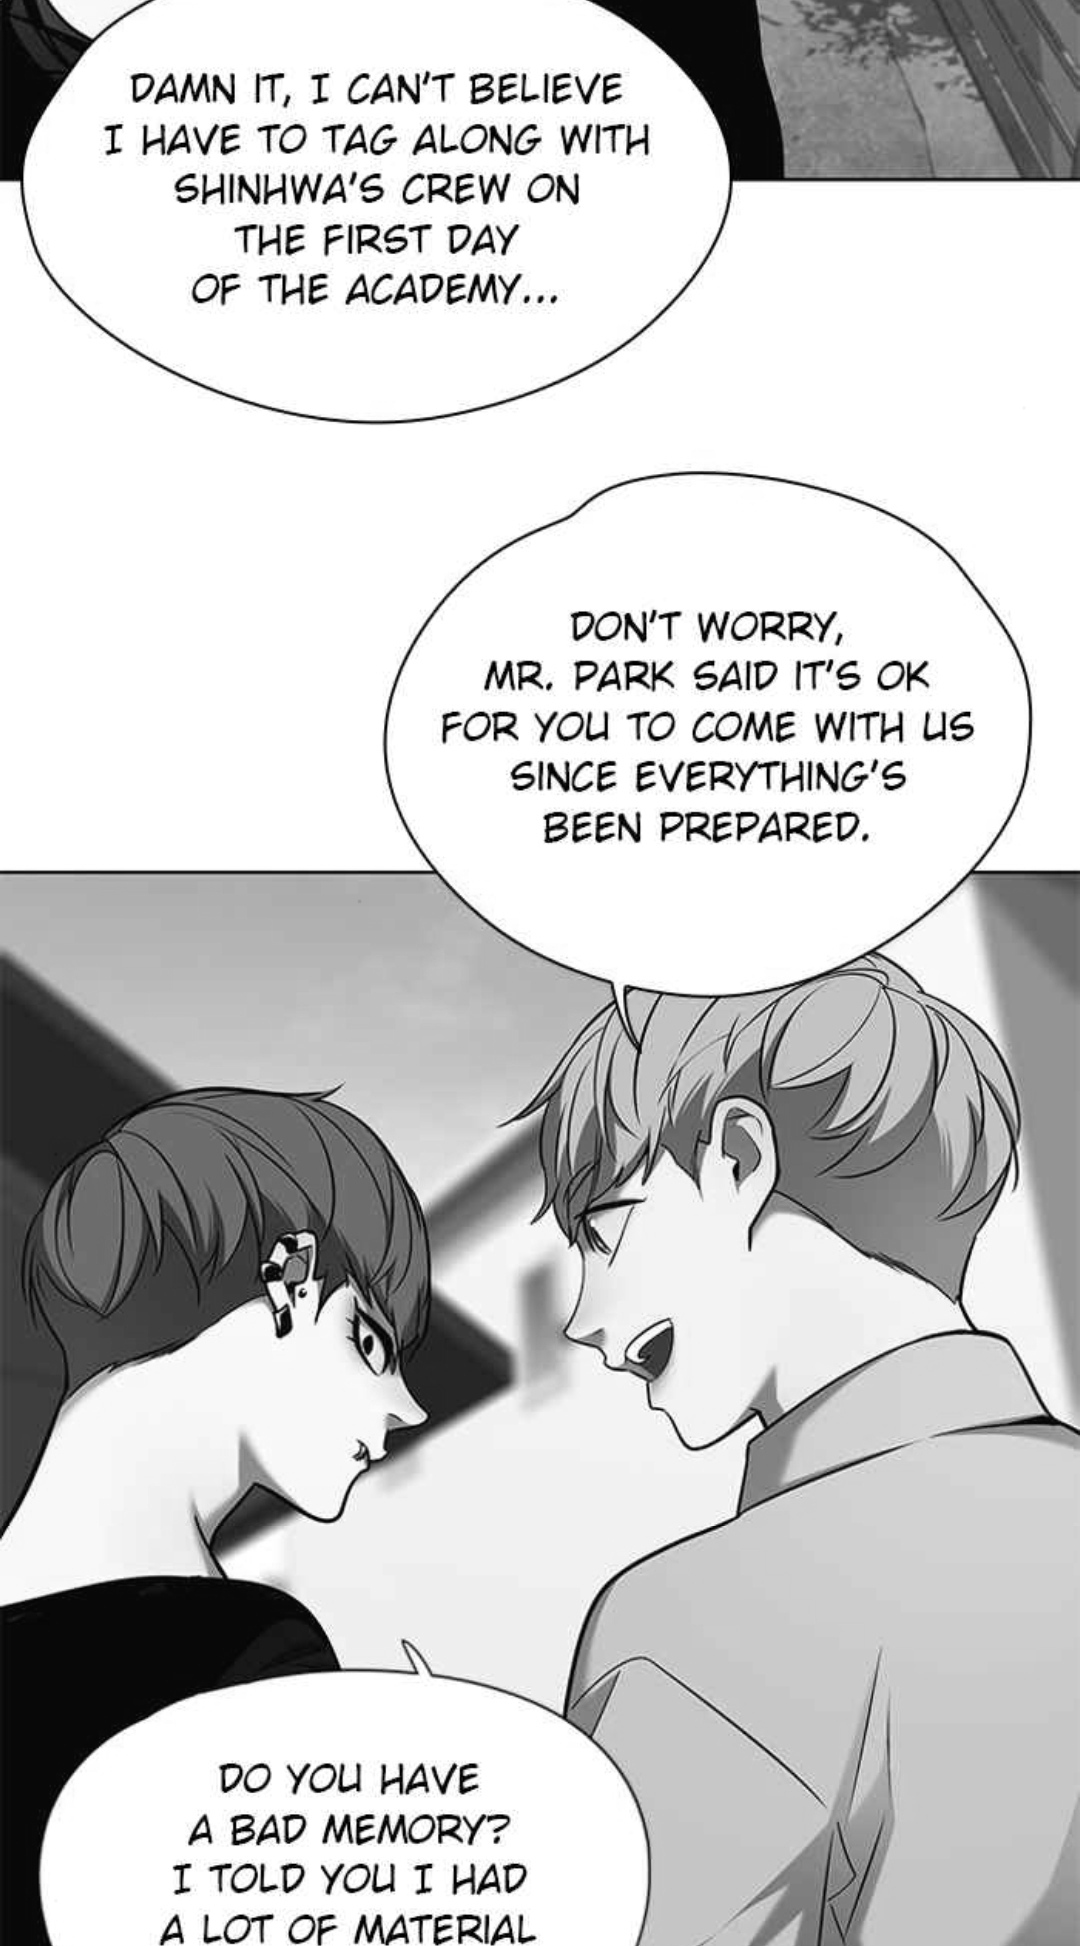 DAMN IT, I CAN'T BELIEVE
I HAVE TO TAG ALONG WITH
SHINHWA'S CREW ON
THE FIRST DAY
OF THE ACADEMY...
DON'T WORRY,
MR. PARK SAID IT'S OK
FOR YOU TO COME WITH US
SINCE EVERYTHING'S
BEEN PREPARED.
DO YOU HAVE
A BAD MEMORY?
I TOLD YOU I HAD
A LOT OF MATERIAL